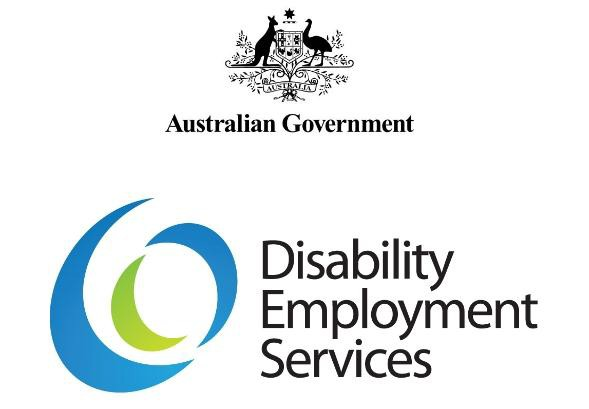 AUSTRALIA
Australian Government
Disability
Employment
Services